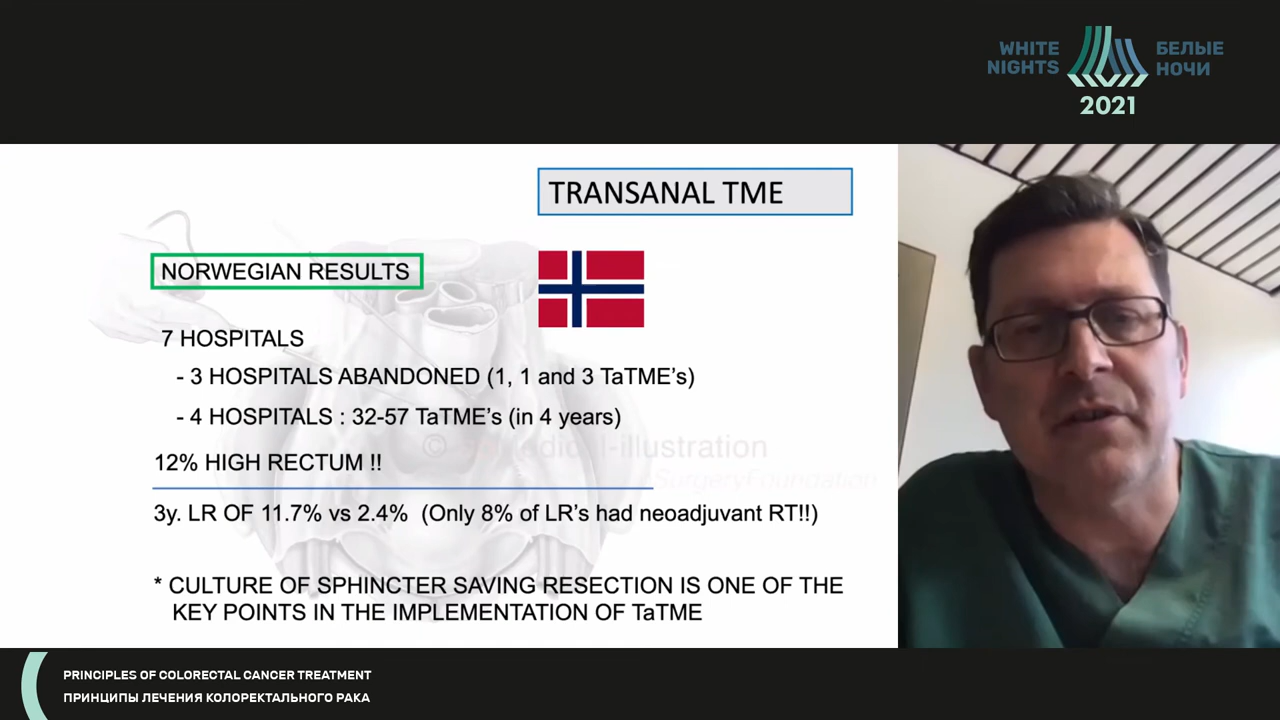 WHITE NIGHTS
БЕЛЫЕ НОЧИ
2021
TRANSANAL TME
NORWEGIAN RESULTS
7 HOSPITALS
- 3 HOSPITALS ABANDONED (1, 1 and 3 TaTME's)
- 4 HOSPITALS : 32-57 TaTME's (in 4 years)
©
-illustration
SurgeryFoundation
12% HIGH RECTUM !!
3y. LR OF 11.7% vs 2.4% (Only 8% of LR's had neoadjuvant RT!!)
* CULTURE OF SPHINCTER SAVING RESECTION IS ONE OF THE
KEY POINTS IN THE IMPLEMENTATION OF TaTME
PRINCIPLES OF COLORECTAL CANCER TREATMENT
ПРИНЦИПЫ ЛЕЧЕНИЯ КОЛОРЕКТАЛЬНОГО РАКА